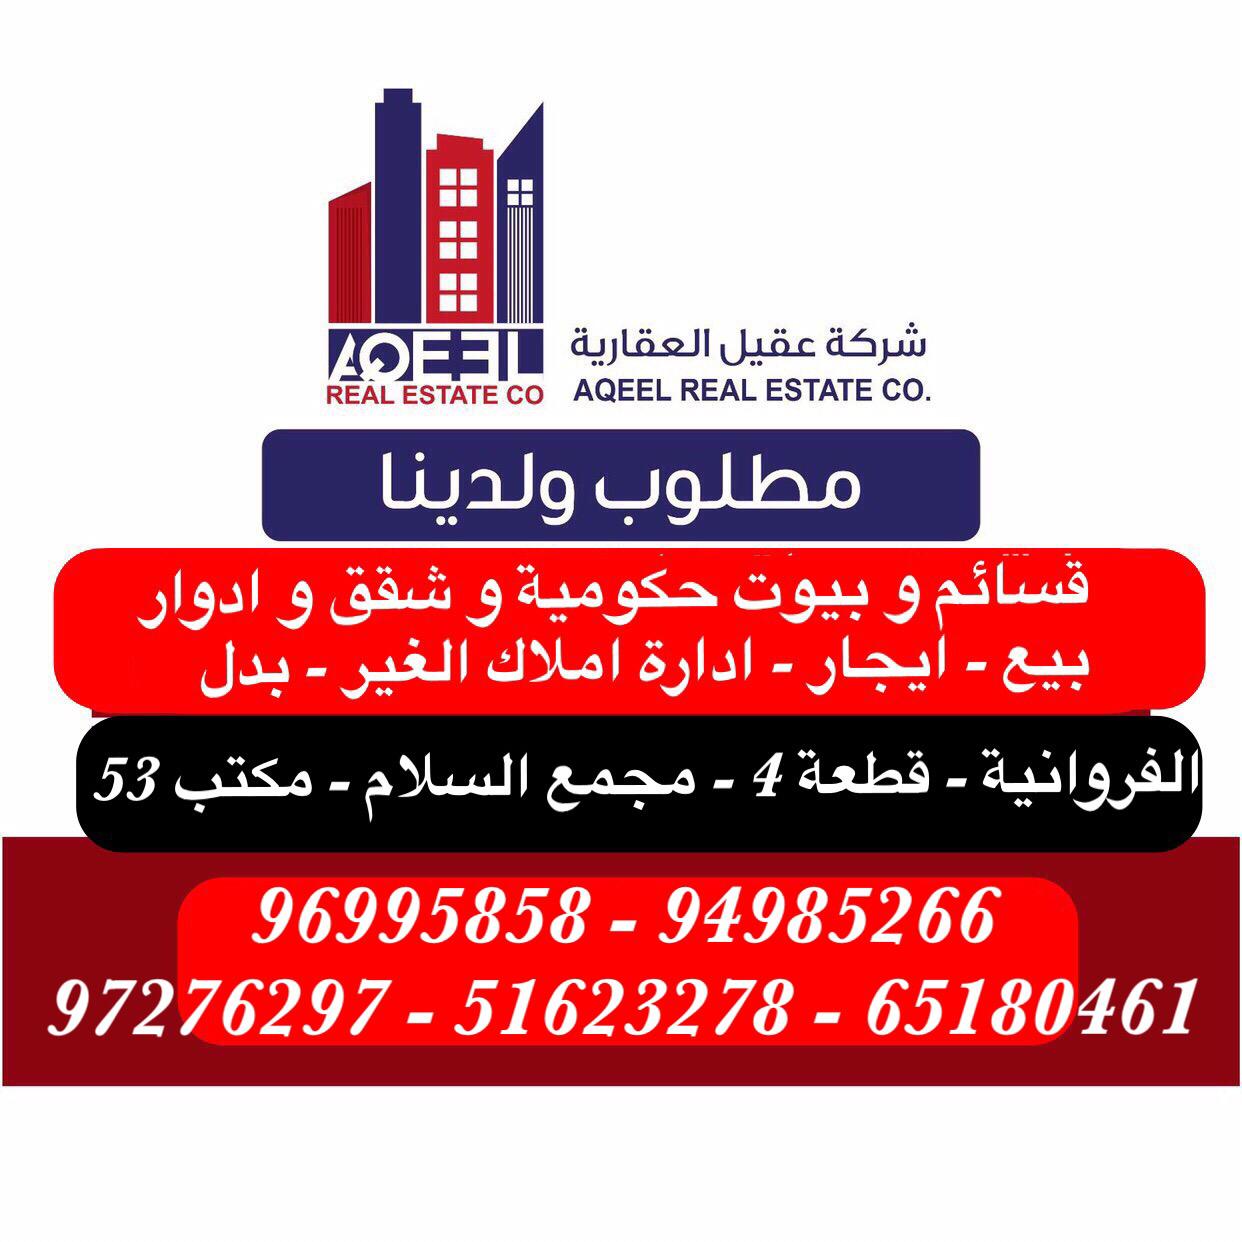 AQEEL
REAL ESTATE CO
شركة عقيل العقارية
AQEEL REAL ESTATE CO.
مطلوب ولدينا
قسائم و بيوت حكومية و شقق و ادوار
بيع - ايجار - ادارة املاك الغير - بدل
الفروانية - قطعة 4 - مجمع السلام - مكتب 53
96995858 - 94985266
97276297 - 51623278 - 65180461